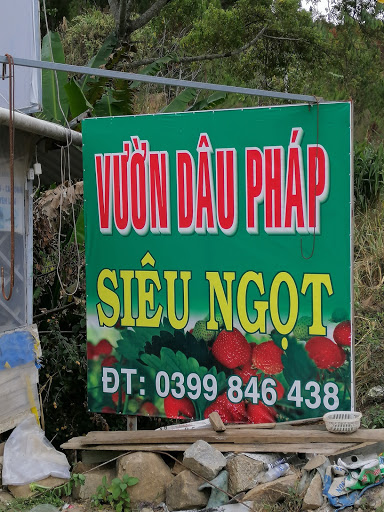 VƯỜN DÂU PHÁP
SIÊU NGỌT
ĐT: 0399 846 438